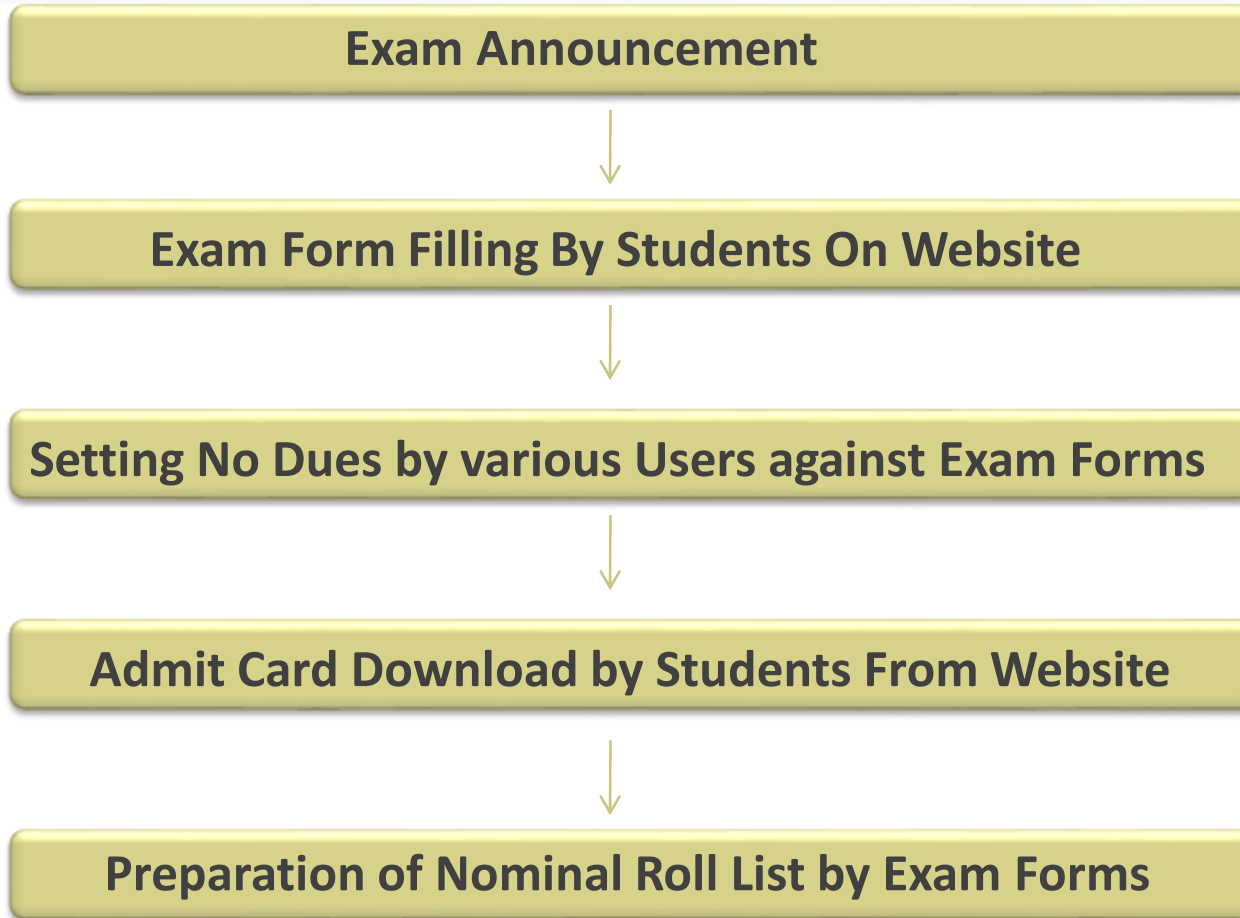 Exam Announcement
Exam Form Filling By Students On Website
Setting No Dues by various Users against Exam Forms
Admit Card Download by Students From Website
Preparation of Nominal Roll List by Exam Forms